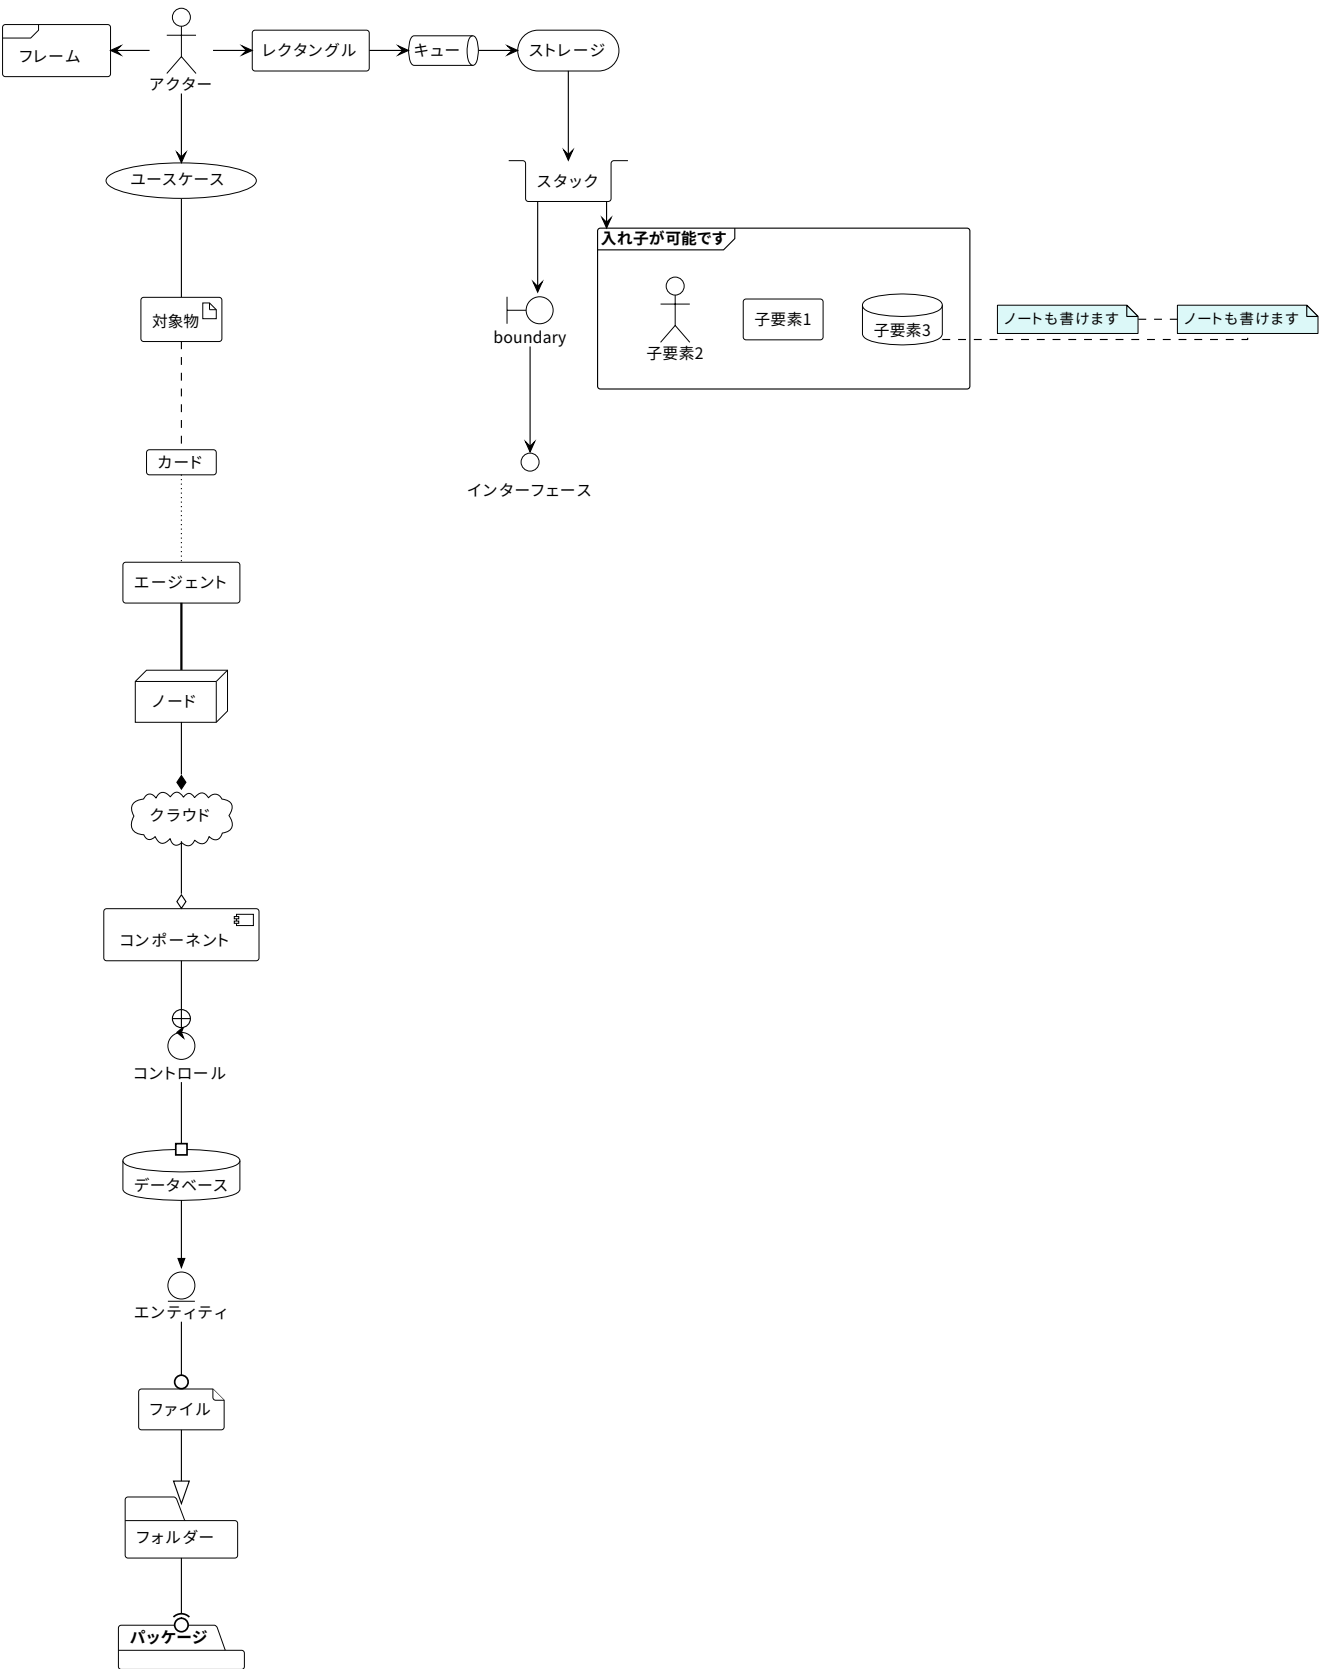 フレーム
アクター
レクタングル
キュー
ストレージ
ユースケース
スタック
入れ子が可能です
対象物
boundary
子要素2
子要素1
子要素3
ノートも書けます
ノートも書けます
カード
インターフェース
エージェント
ノード
クラウド
コンポーネント
コントロール
データベース
エンティティ
ファイル
フォルダー
パッケージ